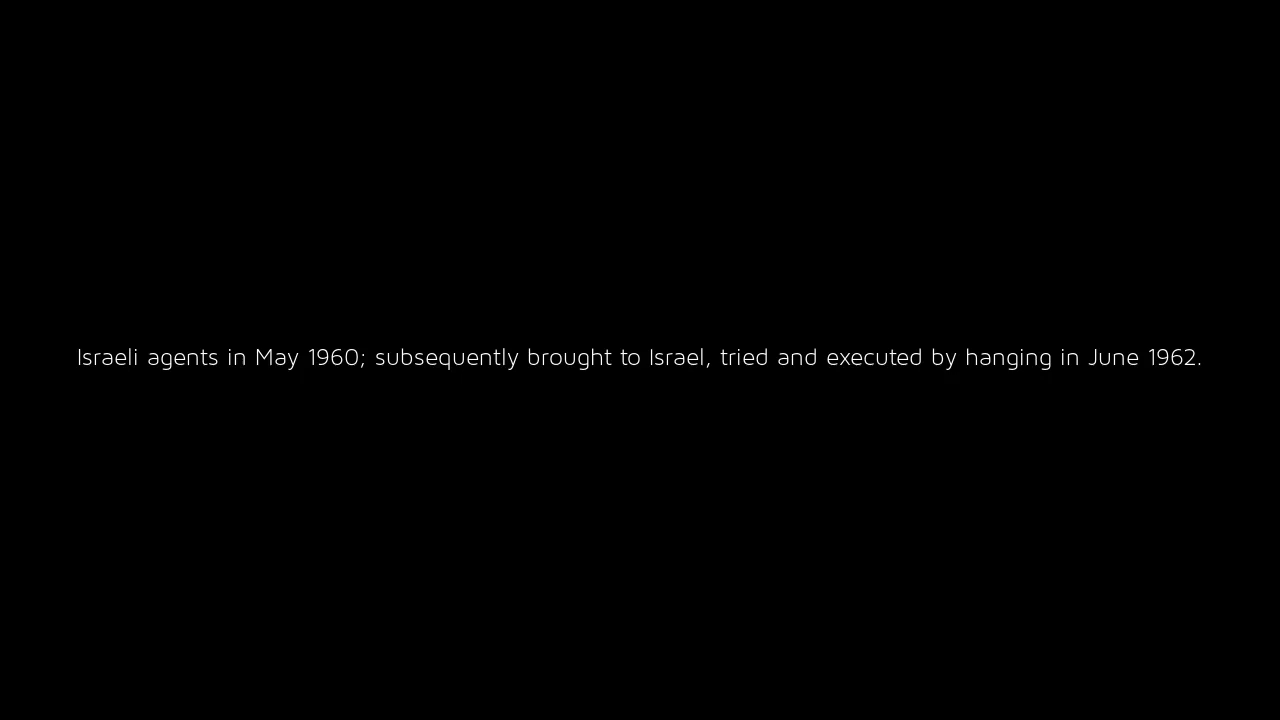 Israeli agents in May 1960; subsequently brought to Israel, tried and executed by hanging in June 1962.